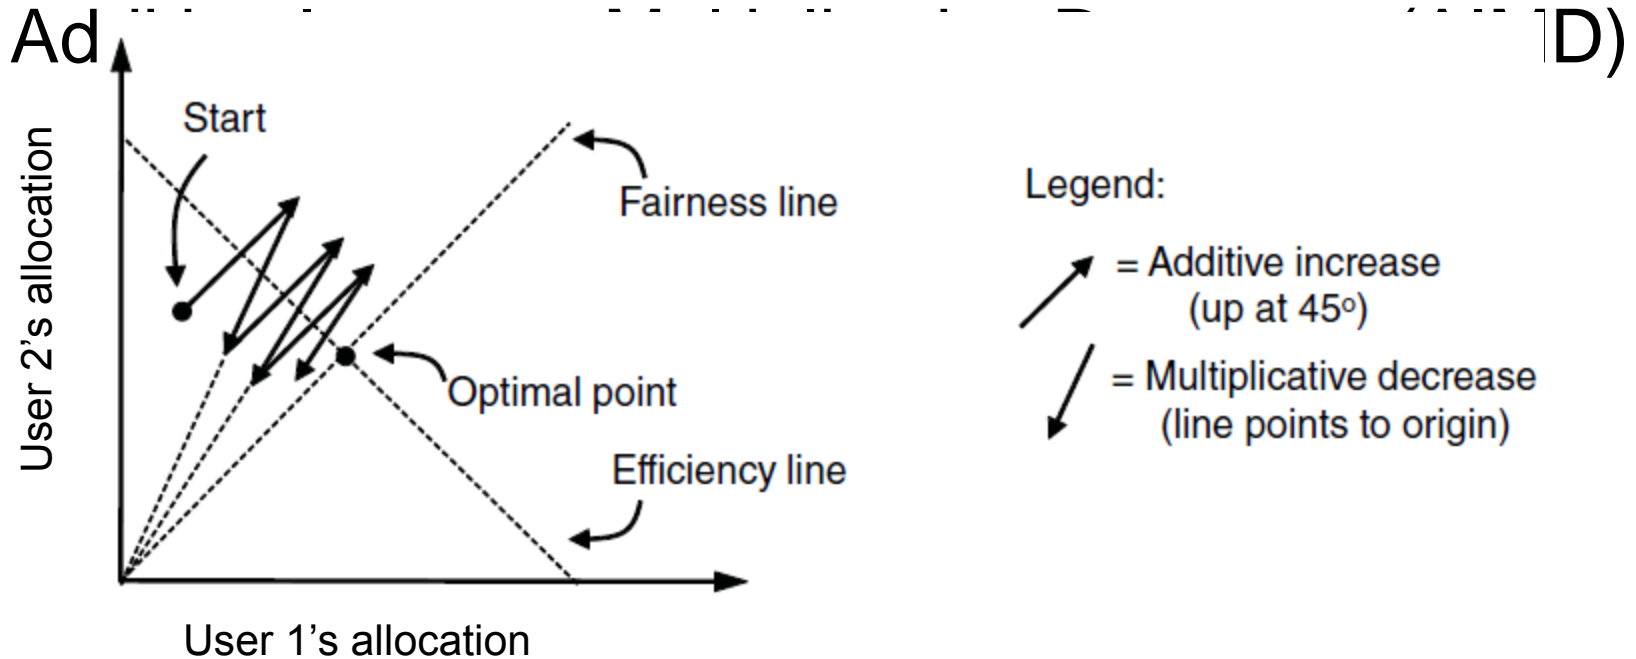 Ad
D)
Start
Fairness line
Optimal point
Efficiency line
User 2's allocation
User 1's allocation
Legend:
= Additive increase
(up at 45º)
= Multiplicative decrease
(line points to origin)